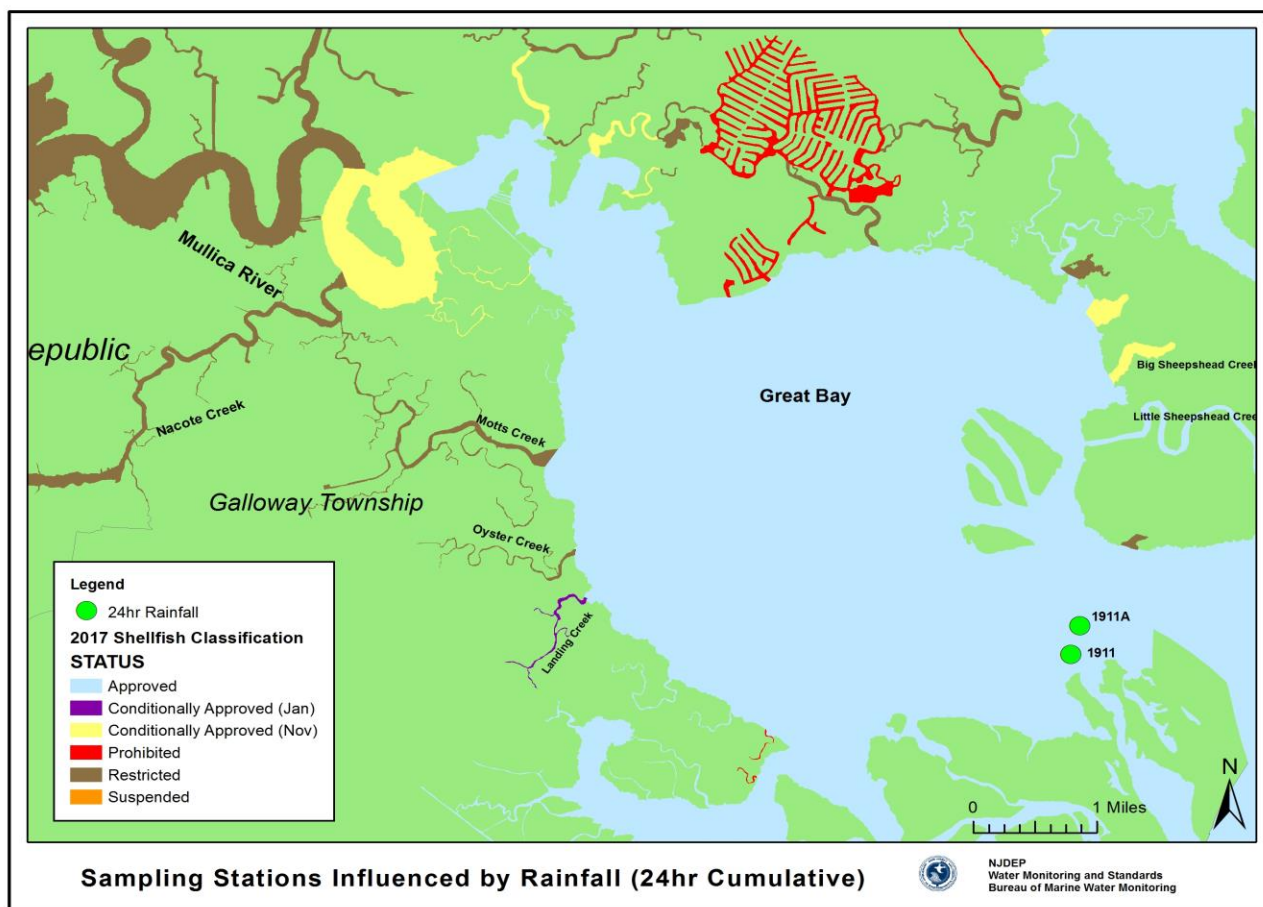 Mullica River
epublic
Nacote Creek
Motts Creek
Galloway Township
Oyster Creek
Landing Creek
Great Bay
Big Sheepshead Creek
Little Sheepshead Cree
1911A
1911
Legend
24hr Rainfall
2017 Shellfish Classification
STATUS
Approved
Conditionally Approved (Jan)
Conditionally Approved (Nov)
Prohibited
Restricted
Suspended
N
0 1 Miles
Sampling Stations Influenced by Rainfall (24hr Cumulative)
NJDEP
Water Monitoring and Standards
Bureau of Marine Water Monitoring